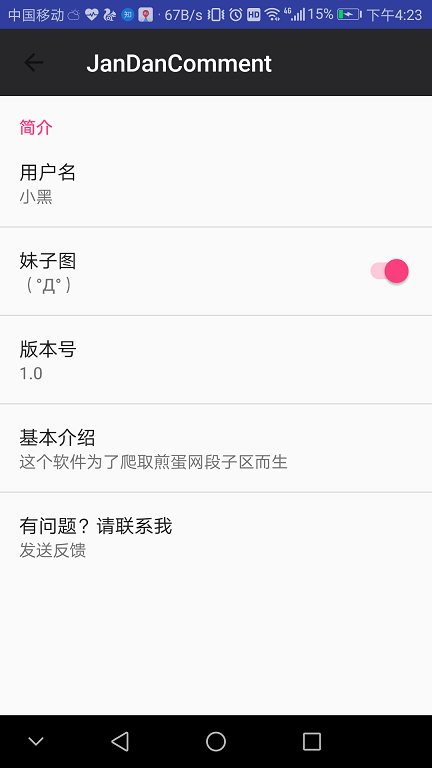 中国移动 · 67B/s HD 4G 15% 下午4:23
JanDanComment
简介
用户名
小黑
妹子图
（°Д°）
版本号
1.0
基本介绍
这个软件为了爬取煎蛋网段子区而生
有问题？请联系我
发送反馈